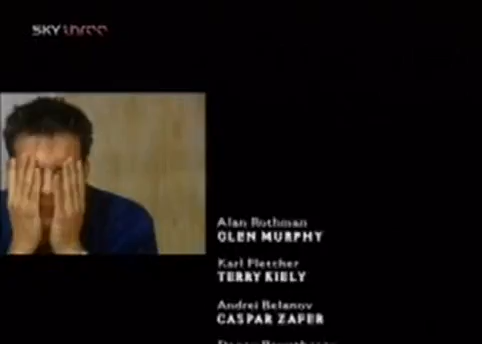 SKY three
Alan Rothman
GLEN MURPHY
Karl Fletcher
TERRY KIELY
Andrei Belanov
CASPAR ZAFER